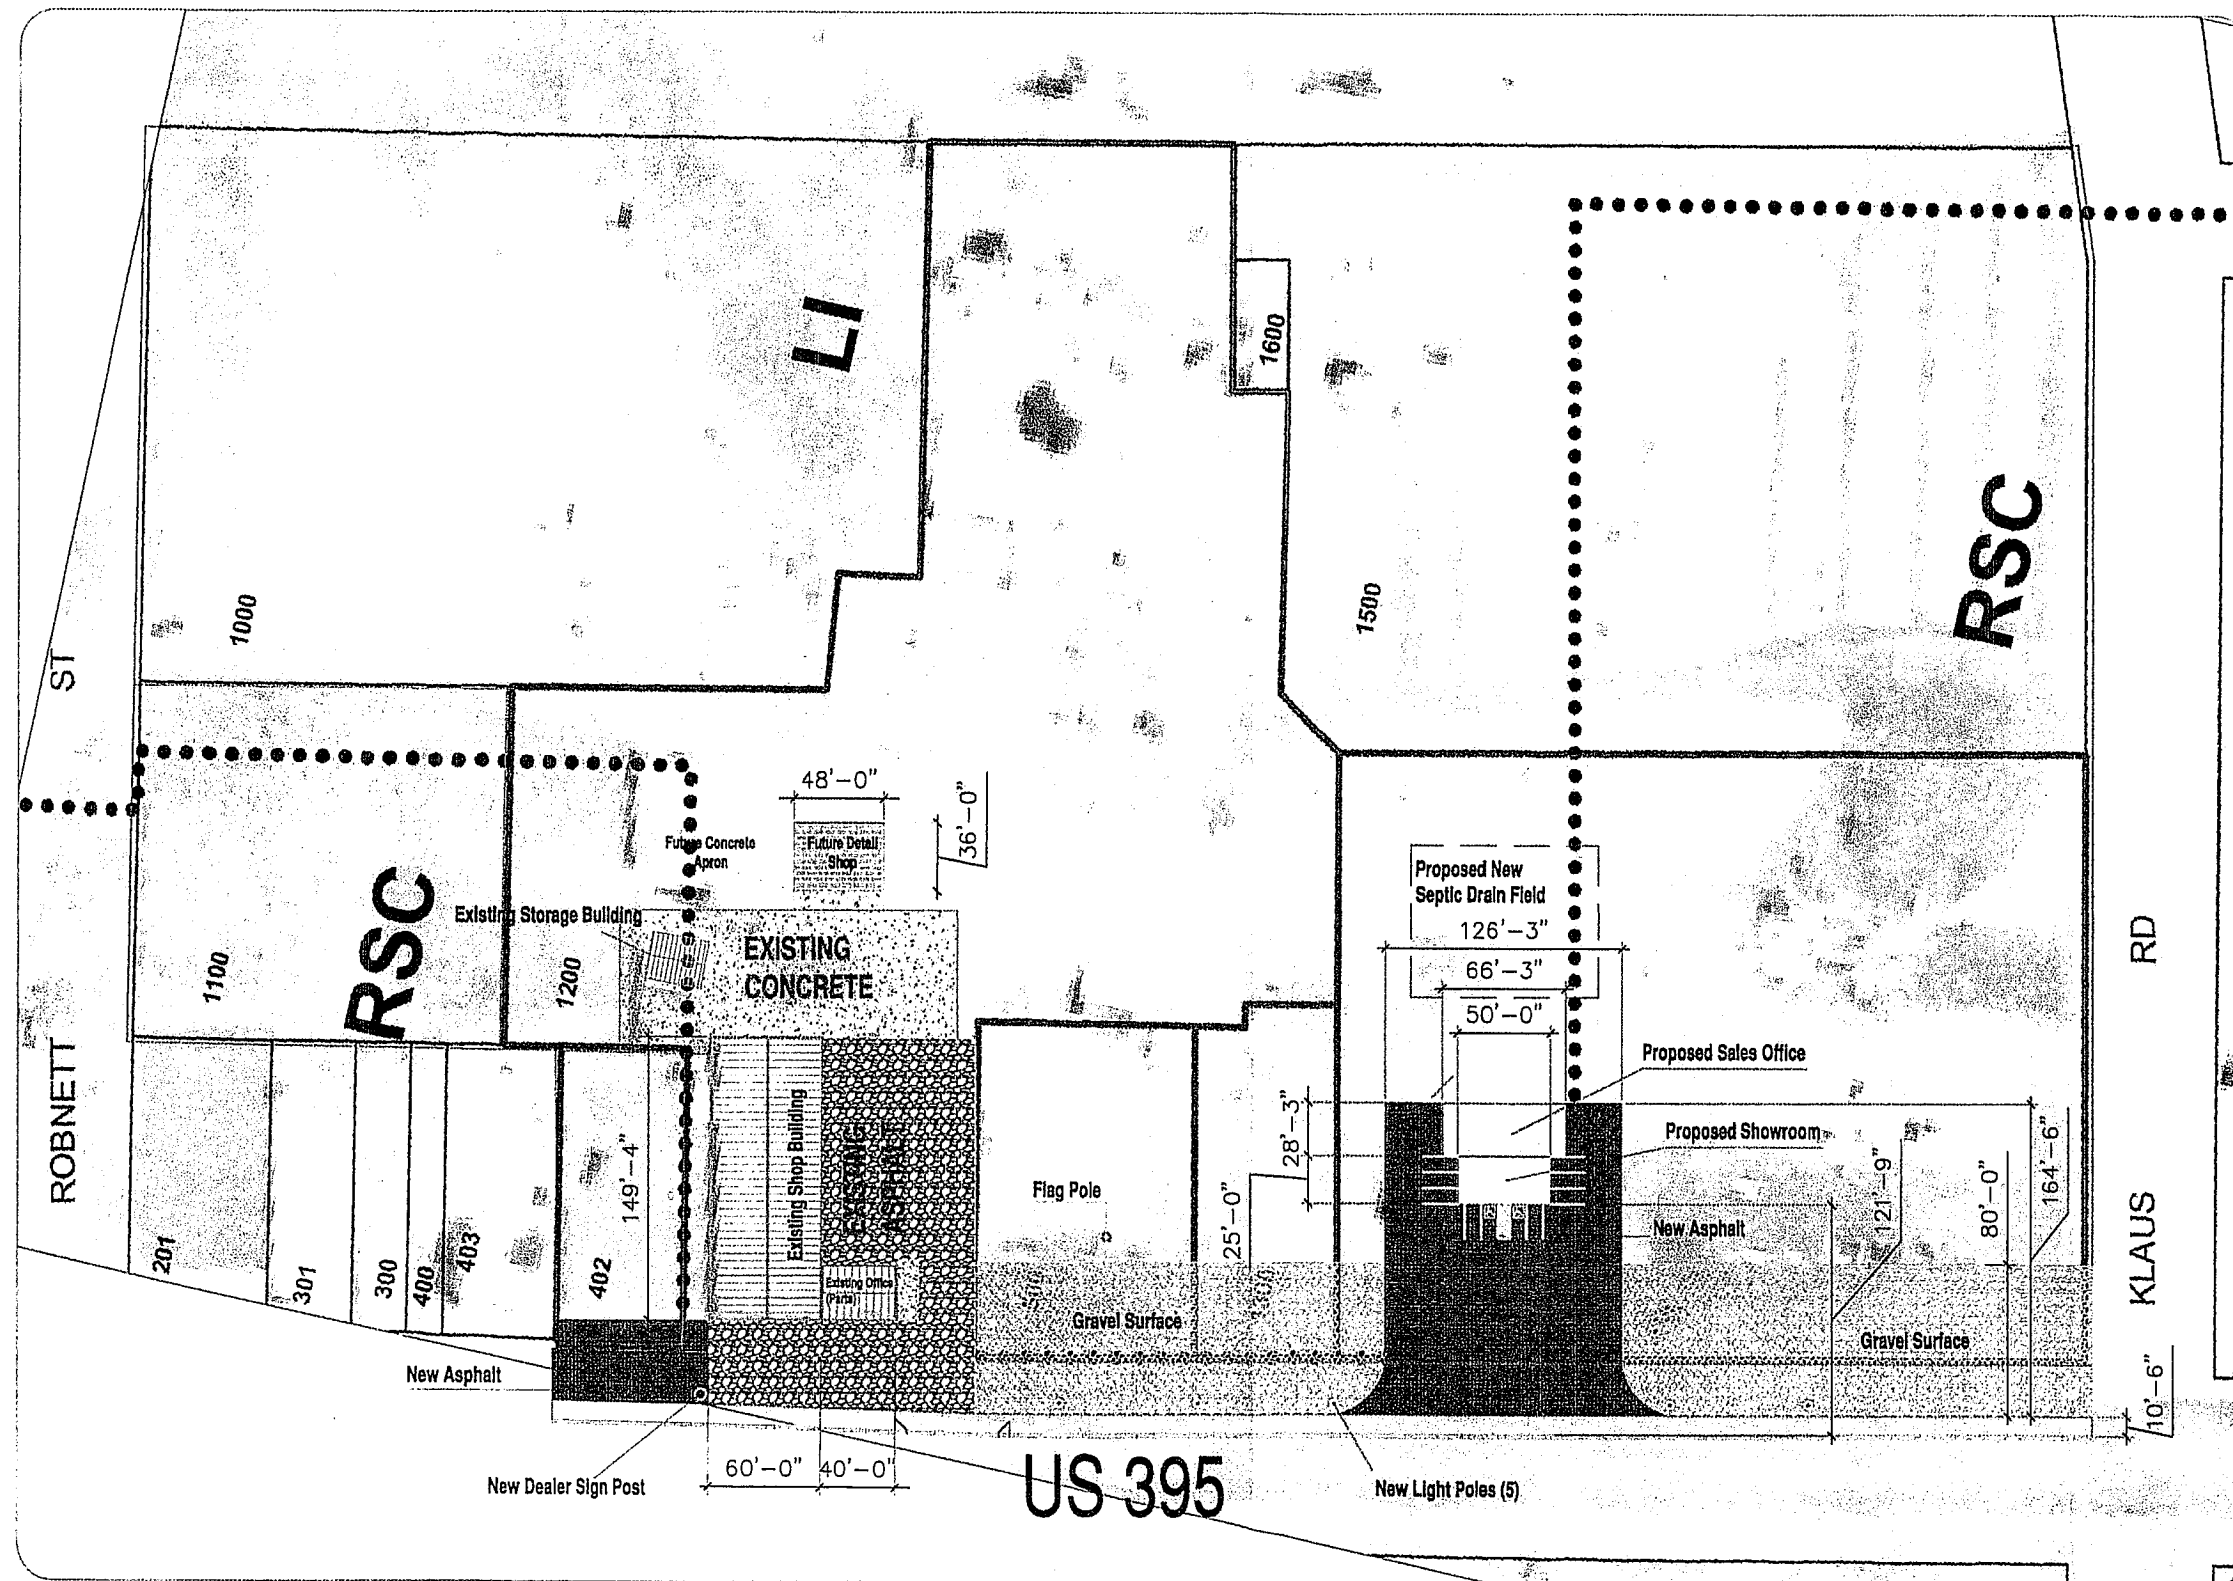 LI
1600
RSC
1500
1000
ST
48'-0"
36'-0"
Future Concrete
Apron
Future Detail
Shop
Proposed New
Septic Drain Field
126'-3"
66'-3"
50'-0"
Existing Storage Building
EXISTING
CONCRETE
RSC
1100
1200
RD
Proposed Sales Office
Proposed Showroom
New Asphalt
28'-3"
25'-0"
121'-9"
80'-0"
164'-6"
ROBNETT
149'-4"
Existing Shop Building
EXISTING
ASPHALT
Existing Office
(Parts)
Flag Pole
Gravel Surface
Gravel Surface
KLAUS
10'-6"
201
301
300
400
403
402
New Asphalt
New Dealer Sign Post
60'-0"
40'-0"
US 395
New Light Poles (5)